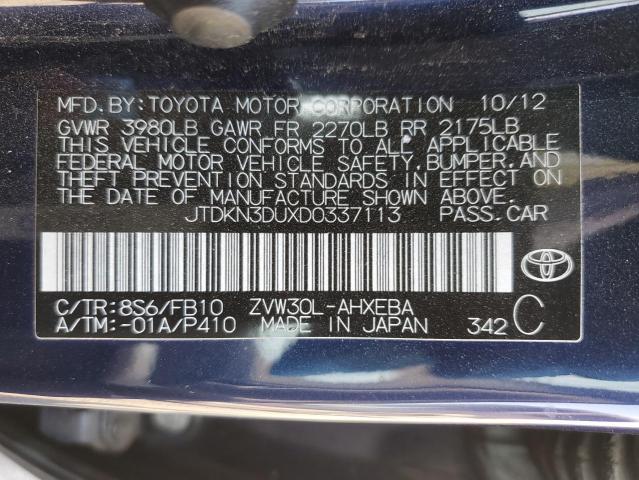 MFD.BY:TOYOTA MOTOR CORPORATION 10/12
GVWR 3980LB GAWR FR 2270LB RR 2175LB
THIS VEHICLE CONFORMS TO ALL APPLICABLE
FEDERAL MOTOR VEHICLE SAFETY, BUMPER, AND
THEFT PREVENTION STANDARDS IN EFFECT ON
THE DATE OF MANUFACTURE SHOWN ABOVE.
JTDKN3DUXD0337113 PASS.CAR
C/TR:8S6/FB10 ZVW30L-AHXEBA
A/TM:-01A/P410 MADE IN JAPAN 342 C